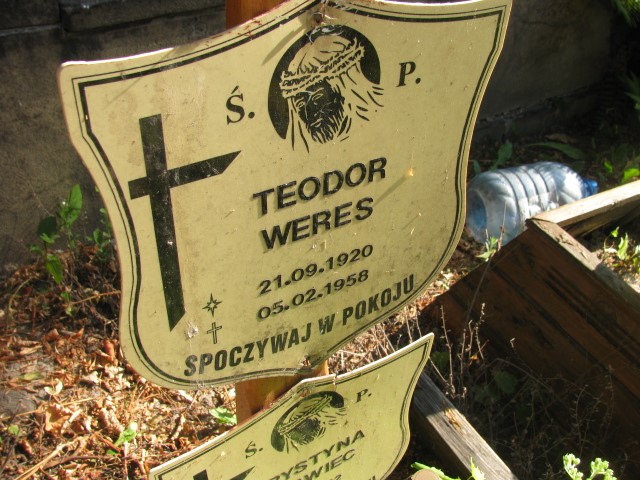 Ś. P.
TEODOR
WERES
21.09.1920
05.02.1958
SPOCZYWAJ W POKOJU
Ś. P.